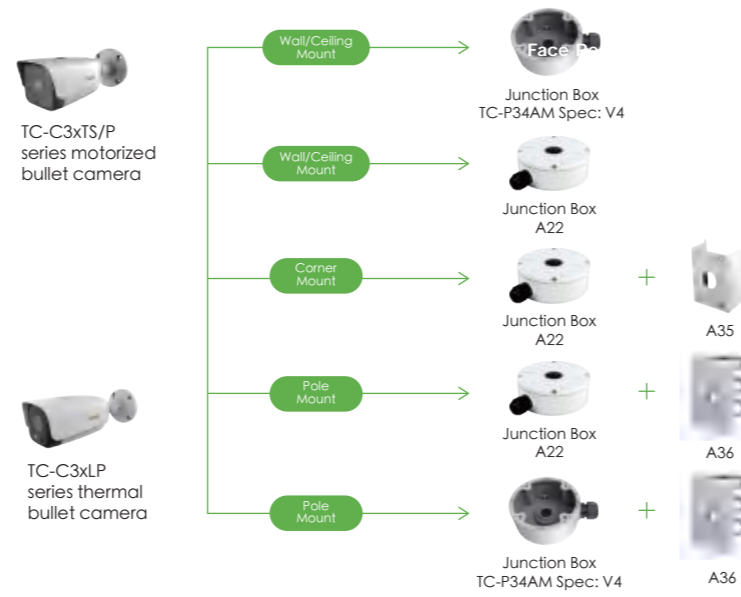 Wall/Ceiling
Mount
Face
Junction Box
TC-P34AM Spec: V4
TC-C3xTS/P
series motorized
bullet camera
Wall/Ceiling
Mount
Junction Box
A22
Corner
Mount
+
Junction Box
A22
A35
Pole
Mount
+
Junction Box
A22
A36
TC-C3xLP
series thermal
bullet camera
Pole
Mount
+
Junction Box
TC-P34AM Spec: V4
A36